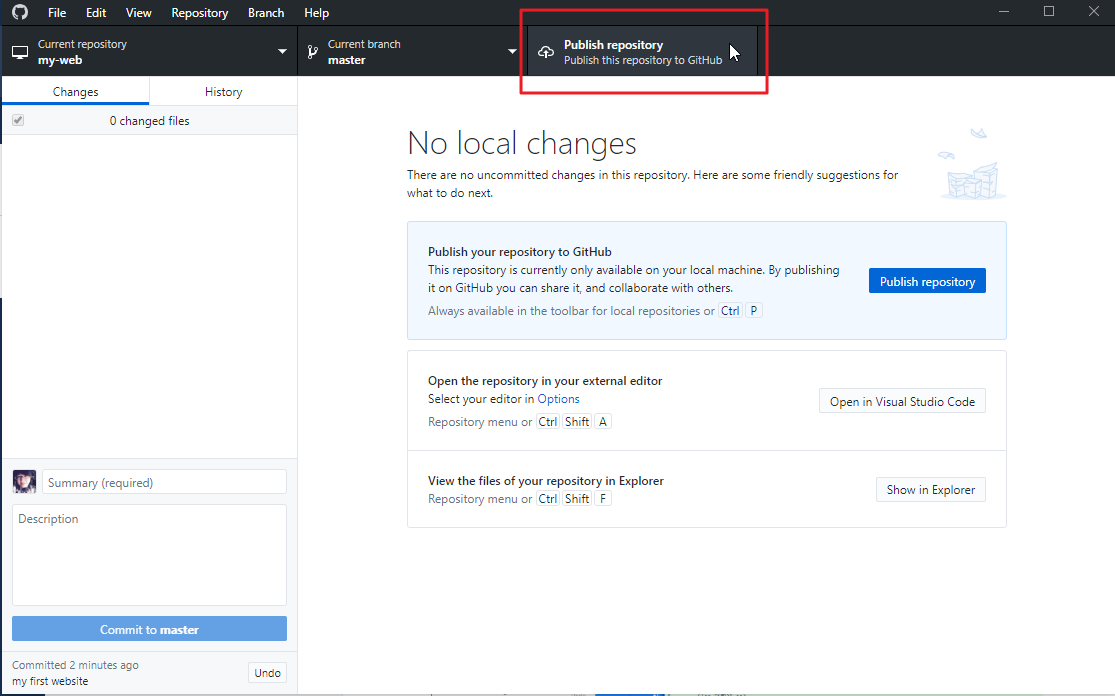 File Edit View Repository Branch Help
Current repository
my-web
Current branch
master
Publish repository
Publish this repository to GitHub
Changes History
0 changed files
No local changes
There are no uncommitted changes in this repository. Here are some friendly suggestions for
what to do next.
Publish your repository to GitHub
This repository is currently only available on your local machine. By publishing
it on GitHub you can share it, and collaborate with others.
Always available in the toolbar for local repositories or Ctrl P
Publish repository
Open the repository in your external editor
Select your editor in Options
Repository menu or Ctrl Shift A
Open in Visual Studio Code
View the files of your repository in Explorer
Repository menu or Ctrl Shift F
Show in Explorer
Summary (required)
Description
Commit to master
Committed 2 minutes ago
my first website
Undo